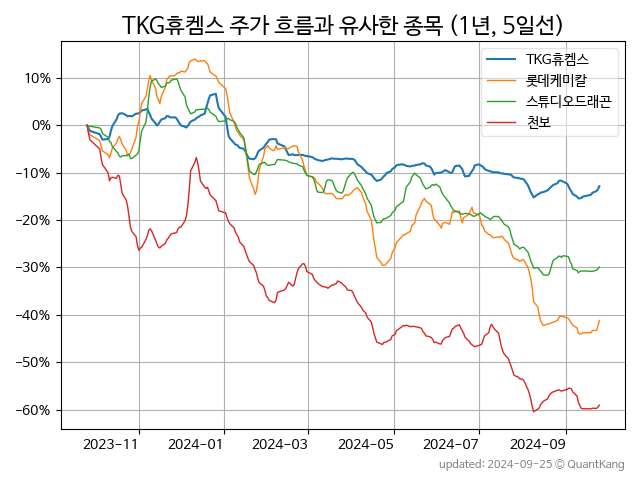 TKG휴켐스 주가 흐름과 유사한 종목 (1년, 5일선)
TKG휴켐스
롯데케미칼
스튜디오드래곤
천보
10%
0%
−10%
−20%
−30%
−40%
−50%
−60%
2023-11
2024-01
2024-03
2024-05
2024-07
2024-09
updated: 2024-09-25 © QuantKang